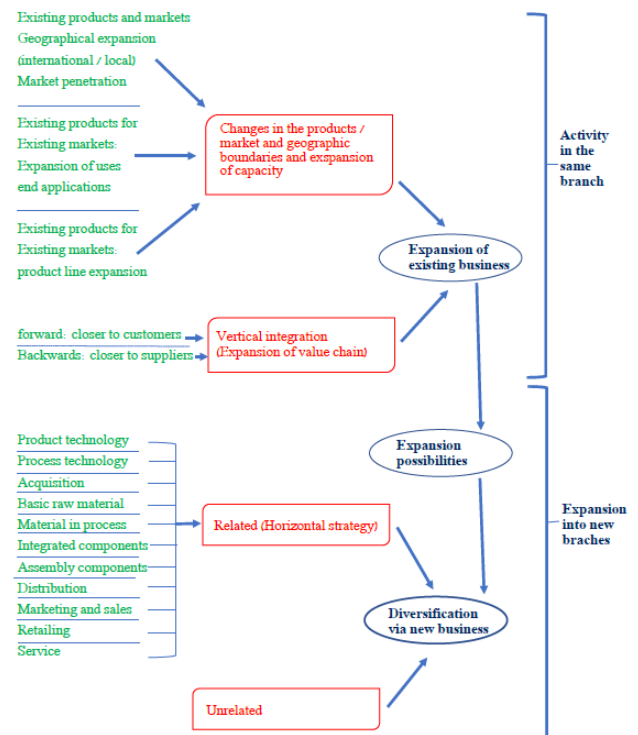 Existing products and markets
Geographical expansion
(international / local)
Market penetration
Existing products for
Existing markets:
Expansion of uses
end applications
Existing products for
Existing markets:
product line expansion
Changes in the products /
market and geographic
boundaries and exspansion
of capacity
Activity
in the
same
branch
Expansion of
existing business
forward: closer to customers
Backwards: closer to suppliers
Vertical integration
(Expansion of value chain)
Product technology
Process technology
Acquisition
Basic raw material
Material in process
Integrated components
Assembly components
Distribution
Marketing and sales
Retailing
Service
Related (Horizontal strategy)
Expansion
possibilities
Expansion
into new
braches
Diversification
via new business
Unrelated